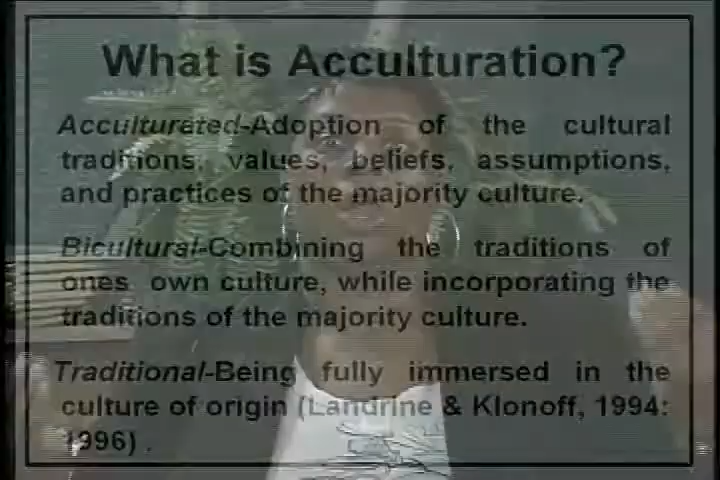 What is Acculturation?
Acculturated-Adoption of the cultural
traditions, values, beliefs, assumptions,
and practices of the majority culture.
Bicultural-Combining the traditions of
ones own culture, while incorporating the
traditions of the majority culture.
Traditional-Being fully immersed in the
culture of origin (Landrine & Klonoff, 1994:
1996) .